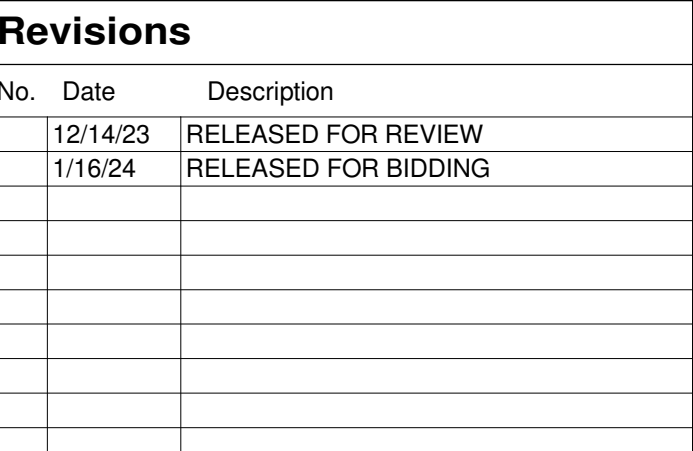 Revisions
No. Date Description
12/14/23 RELEASED FOR REVIEW
1/16/24 RELEASED FOR BIDDING